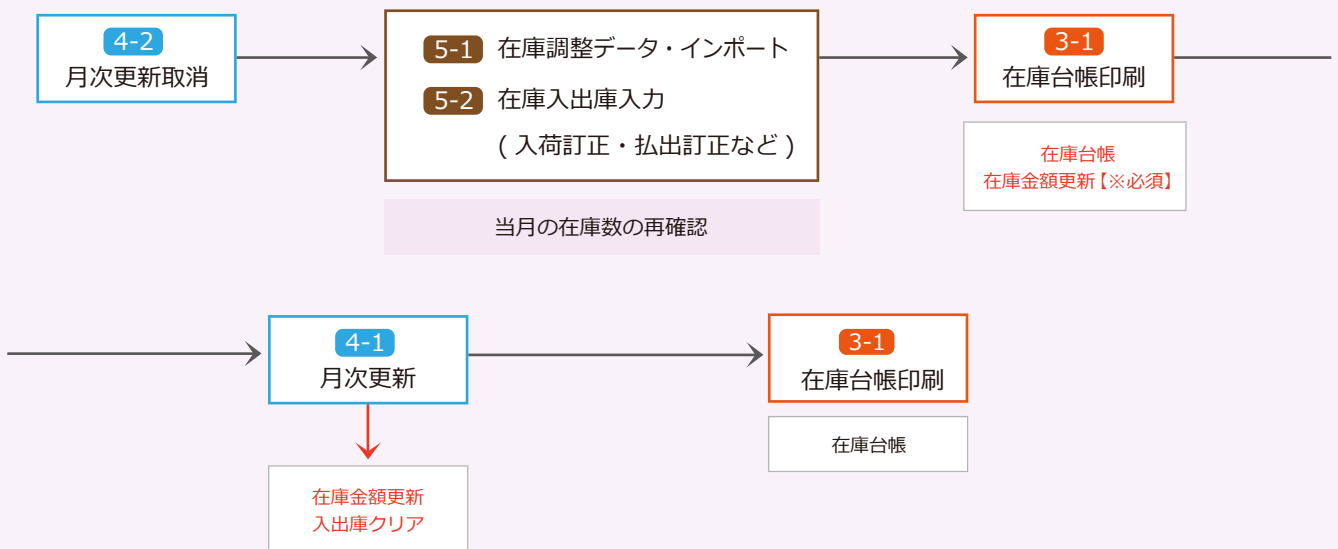 4-2
月次更新取消
5-1 在庫調整データ・インポート
5-2 在庫入出庫入力
( 入荷訂正・払出訂正など )
当月の在庫数の再確認
3-1
在庫台帳印刷
在庫台帳
在庫金額更新【※必須】
4-1
月次更新
在庫金額更新
入出庫クリア
3-1
在庫台帳印刷
在庫台帳